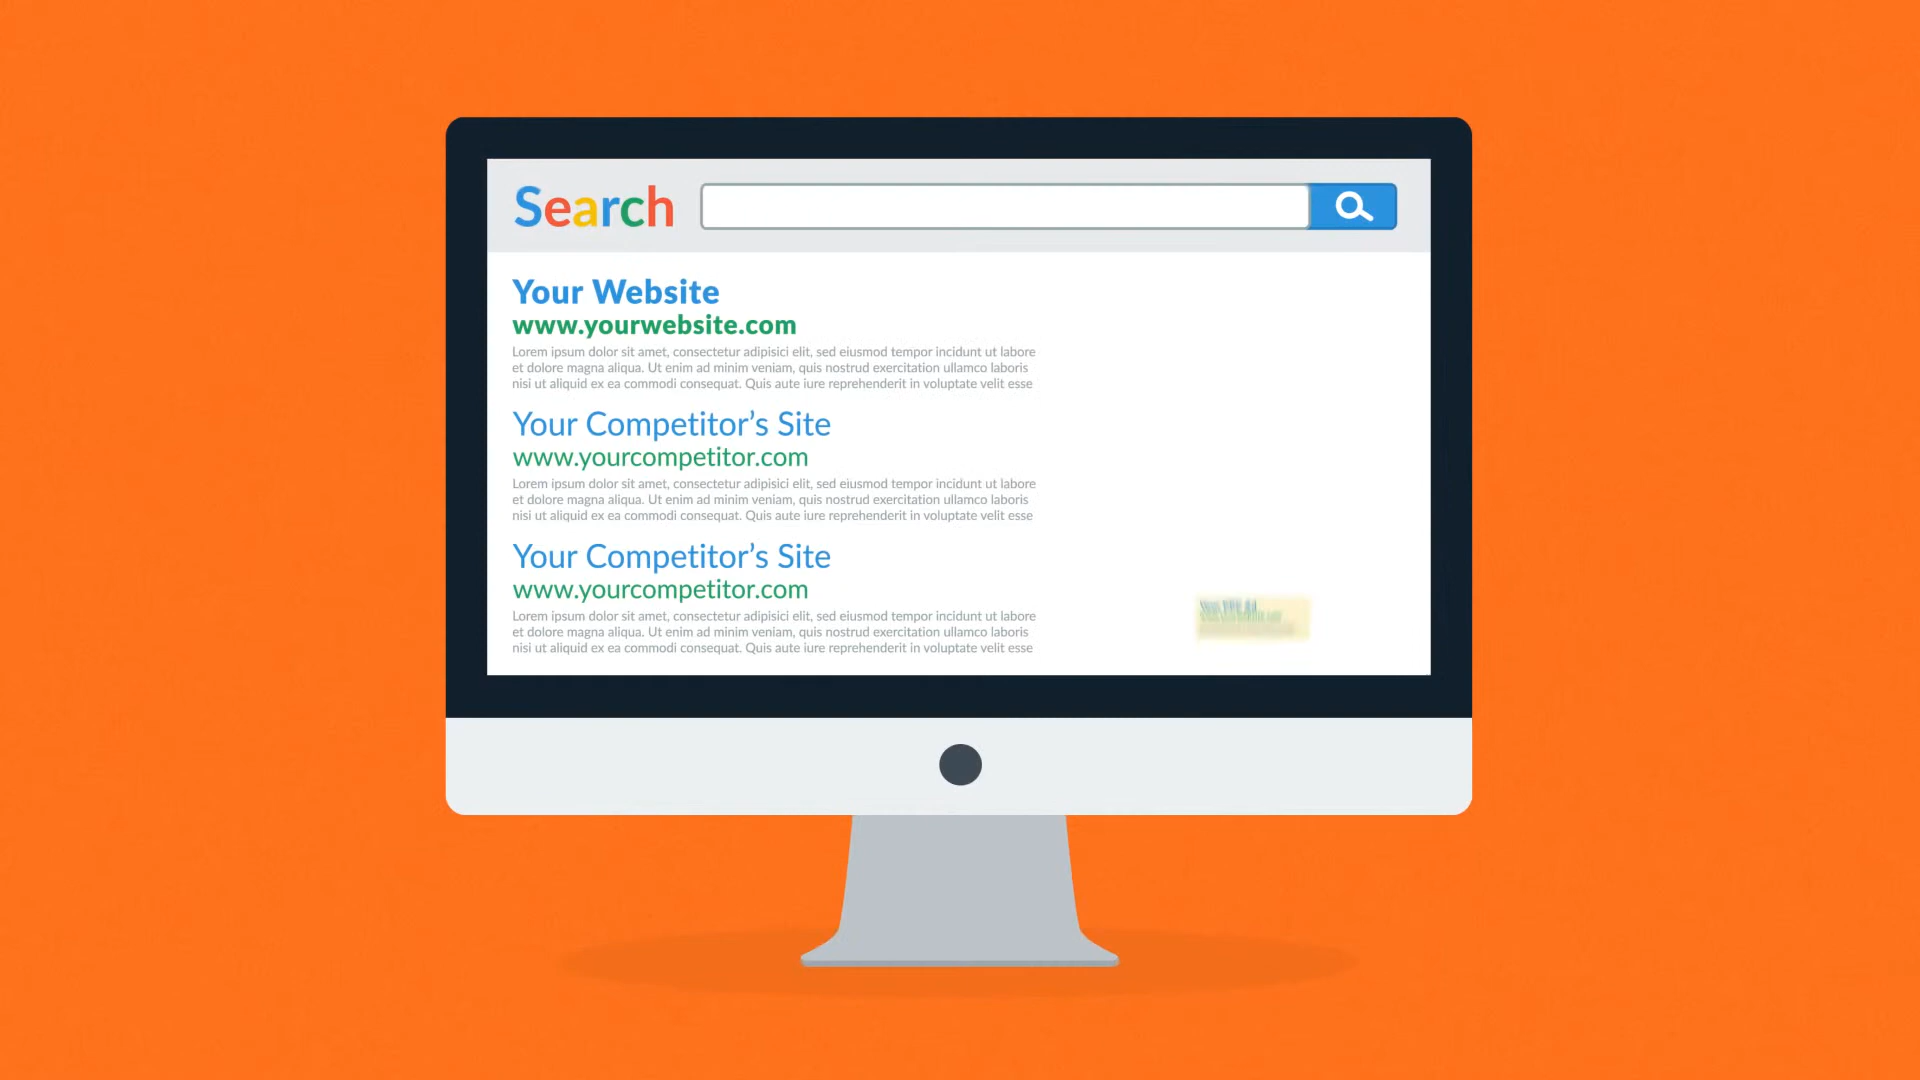 Search
Your Website
www.yourwebsite.com
Lorem ipsum dolor sit amet, consectetur adipisici elit, sed eiusmod tempor incidunt ut labore
et dolore magna aliqua. Ut enim ad minim veniam, quis nostrud exercitation ullamco laboris
nisi ut aliquid ex ea commodi consequat. Quis aute iure reprehenderit in voluptate velit esse
Your Competitor’s Site
www.yourcompetitor.com
Lorem ipsum dolor sit amet, consectetur adipisici elit, sed eiusmod tempor incidunt ut labore
et dolore magna aliqua. Ut enim ad minim veniam, quis nostrud exercitation ullamco laboris
nisi ut aliquid ex ea commodi consequat. Quis aute iure reprehenderit in voluptate velit esse
Your Competitor’s Site
www.yourcompetitor.com
Lorem ipsum dolor sit amet, consectetur adipisici elit, sed eiusmod tempor incidunt ut labore
et dolore magna aliqua. Ut enim ad minim veniam, quis nostrud exercitation ullamco laboris
nisi ut aliquid ex ea commodi consequat. Quis aute iure reprehenderit in voluptate velit esse